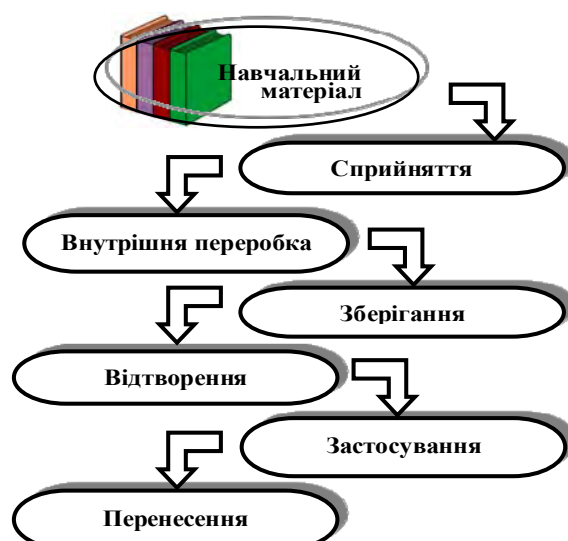 Навчальний
матеріал
Сприйняття
Внутрішня переробка
Зберігання
Відтворення
Застосування
Перенесення